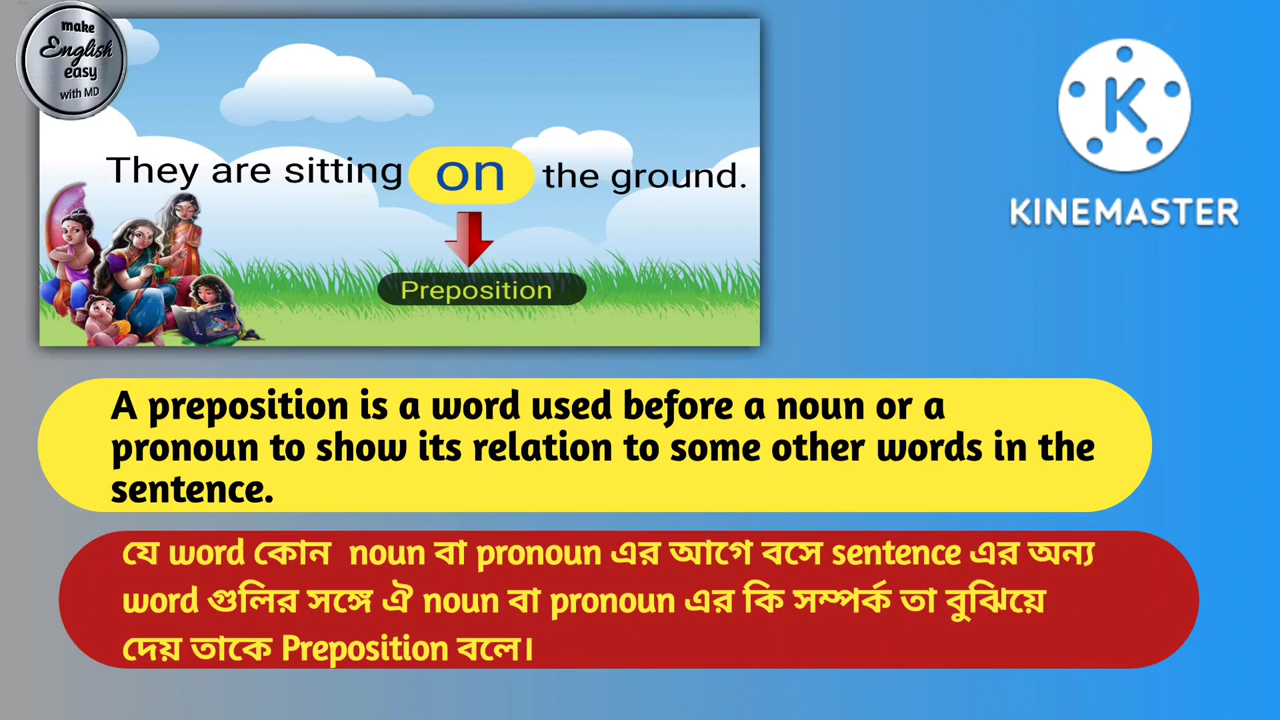 make
English
easy
with MD
They are sitting on the ground.
Preposition
K
KINEMASTER
A preposition is a word used before a noun or a
pronoun to show its relation to some other words in the
sentence.
যে word কোন noun বা pronoun এর আগে বসে sentence এর অন্য
word গুলির সঙ্গে ঐ noun বা pronoun এর কি সম্পর্ক তা বুঝিয়ে
দেয় তাকে Preposition বলে।